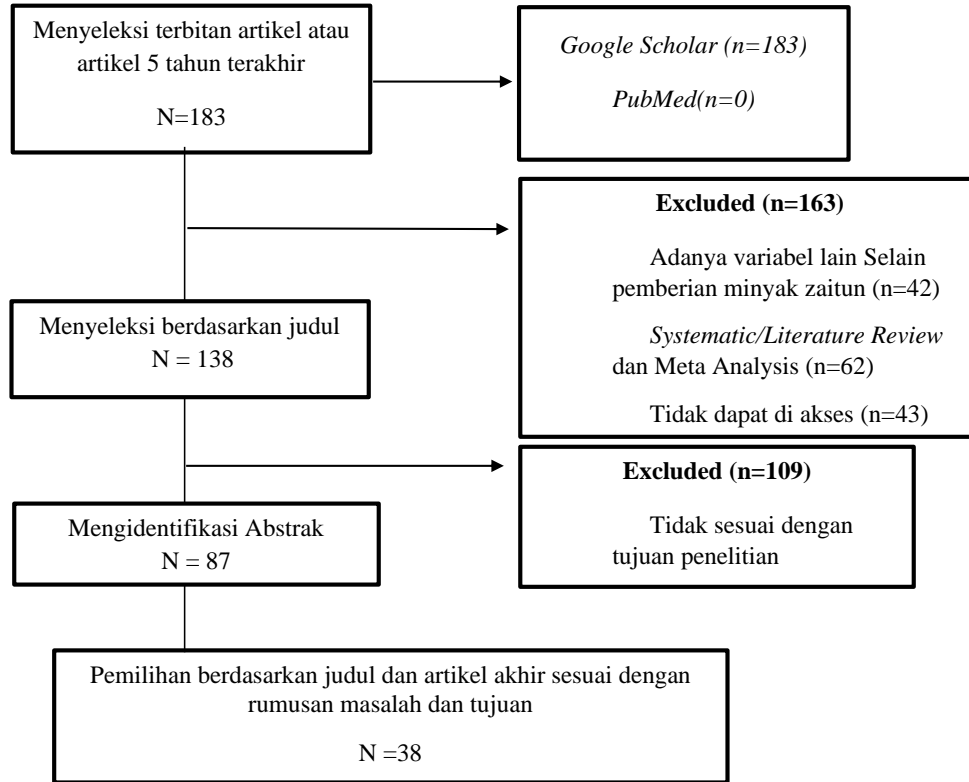 Menyeleksi terbitan artikel atau
artikel 5 tahun terakhir
N=183
Google Scholar (n=183)
PubMed(n=0)
Excluded (n=163)
Adanya variabel lain Selain
pemberian minyak zaitun (n=42)
Systematic/Literature Review
dan Meta Analysis (n=62)
Tidak dapat di akses (n=43)
Menyeleksi berdasarkan judul
N = 138
Excluded (n=109)
Tidak sesuai dengan
tujuan penelitian
Mengidentifikasi Abstrak
N = 87
Pemilihan berdasarkan judul dan artikel akhir sesuai dengan
rumusan masalah dan tujuan
N =38